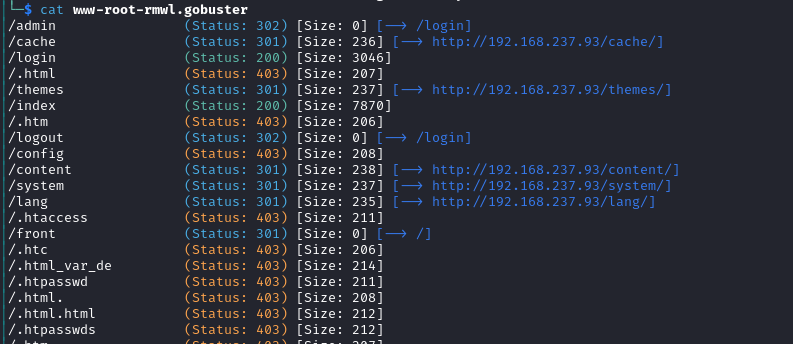 └─$ cat www-root-rmwl.gobuster
/admin (Status: 302) [Size: 0] [--> /login]
/cache (Status: 301) [Size: 236] [--> http://192.168.237.93/cache/]
/login (Status: 200) [Size: 3046]
/.html (Status: 403) [Size: 207]
/themes (Status: 301) [Size: 237] [--> http://192.168.237.93/themes/]
/index (Status: 200) [Size: 7870]
/.htm (Status: 403) [Size: 206]
/logout (Status: 302) [Size: 0] [--> /login]
/config (Status: 403) [Size: 208]
/content (Status: 301) [Size: 238] [--> http://192.168.237.93/content/]
/system (Status: 301) [Size: 237] [--> http://192.168.237.93/system/]
/lang (Status: 301) [Size: 235] [--> http://192.168.237.93/lang/]
/.htaccess (Status: 403) [Size: 211]
/front (Status: 301) [Size: 0] [--> /]
/.htc (Status: 403) [Size: 206]
/.html_var_de (Status: 403) [Size: 214]
/.htpasswd (Status: 403) [Size: 211]
/.html. (Status: 403) [Size: 208]
/.html.html (Status: 403) [Size: 212]
/.htpasswds (Status: 403) [Size: 212]
(Status: 403) [Size: 207]